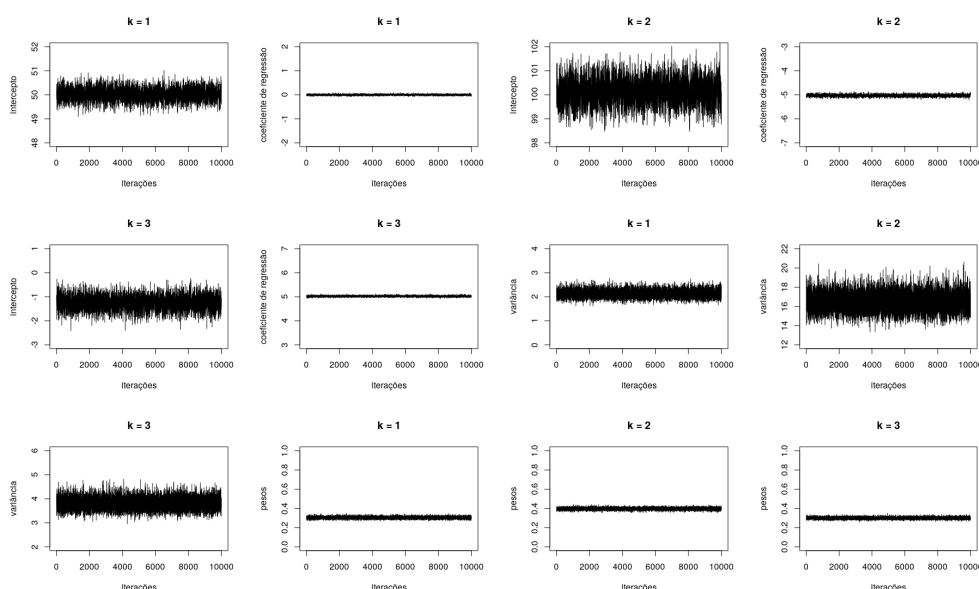 k = 1
Intercepto
48 49 50 51 52
0 2000 4000 6000 8000 10000
Iterações
k = 1
coeficiente de regressão
-2 -1 0 1 2
0 2000 4000 6000 8000 10000
Iterações
k = 2
Intercepto
98 99 100 101 102
0 2000 4000 6000 8000 10000
Iterações
k = 2
coeficiente de regressão
-7 -6 -5 -4 -3
0 2000 4000 6000 8000 10000
Iterações
k = 3
Intercepto
-3 -2 -1 0 1
0 2000 4000 6000 8000 10000
Iterações
k = 3
coeficiente de regressão
3 4 5 6 7
0 2000 4000 6000 8000 10000
Iterações
k = 1
variância
0 1 2 3 4
0 2000 4000 6000 8000 10000
Iterações
k = 2
variância
12 14 16 18 20 22
0 2000 4000 6000 8000 10000
Iterações
k = 3
variância
2 3 4 5 6
0 2000 4000 6000 8000 10000
Iterações
k = 1
pesos
0.0 0.2 0.4 0.6 0.8 1.0
0 2000 4000 6000 8000 10000
Iterações
k = 2
pesos
0.0 0.2 0.4 0.6 0.8 1.0
0 2000 4000 6000 8000 10000
Iterações
k = 3
pesos
0.0 0.2 0.4 0.6 0.8 1.0
0 2000 4000 6000 8000 10000
Iterações